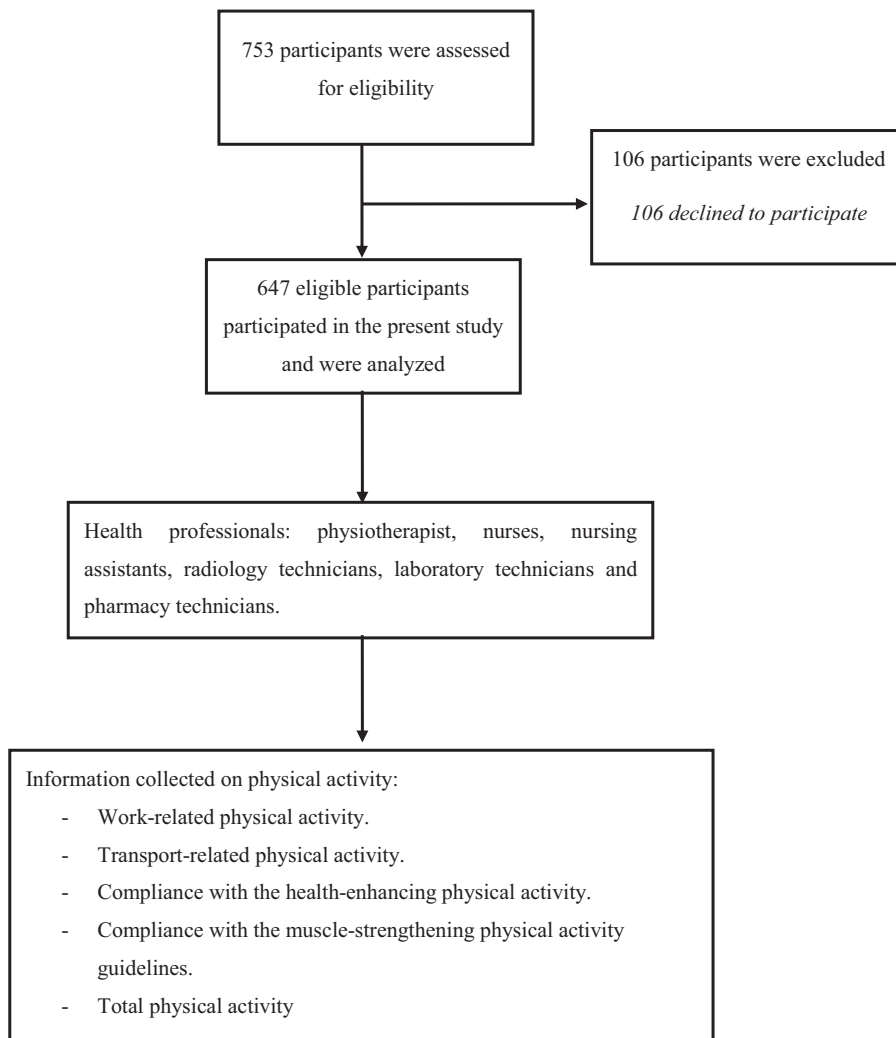 753 participants were assessed
for eligibility
106 participants were excluded
106 declined to participate
647 eligible participants
participated in the present study
and were analyzed
Health professionals: physiotherapist, nurses, nursing
assistants, radiology technicians, laboratory technicians and
pharmacy technicians.
Information collected on physical activity:
- Work-related physical activity.
- Transport-related physical activity.
- Compliance with the health-enhancing physical activity.
- Compliance with the muscle-strengthening physical activity
guidelines.
- Total physical activity